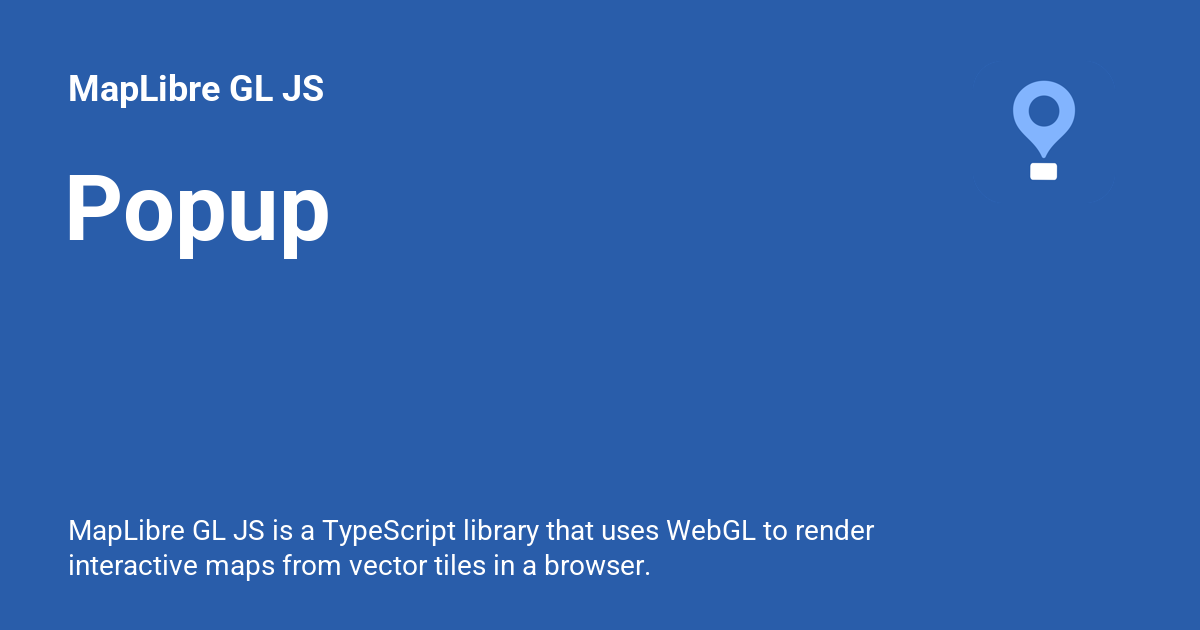 MapLibre GL JS
Popup
MapLibre GL JS is a TypeScript library that uses WebGL to render
interactive maps from vector tiles in a browser.